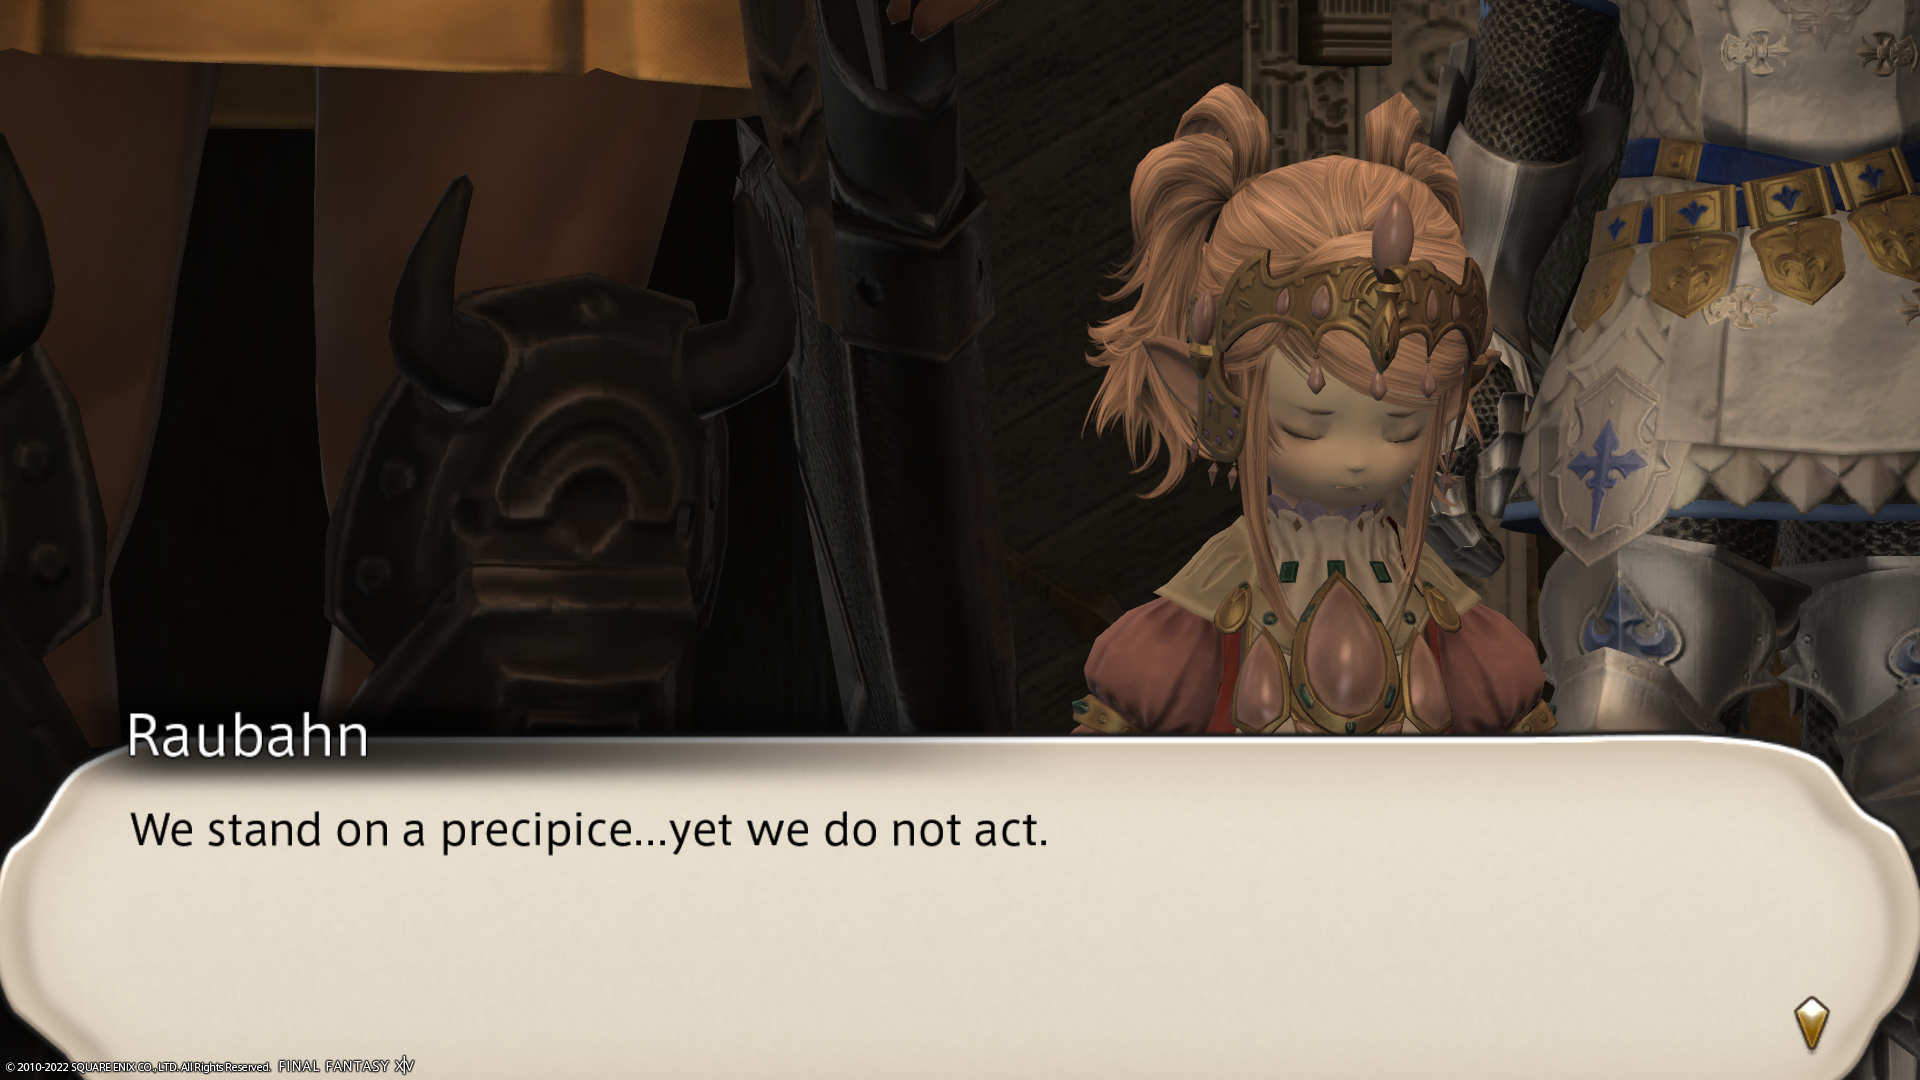 Raubahn
We stand on a precipice...yet we do not act.
© 2010-2022 SQUARE ENIX CO., LTD. All Rights Reserved. FINAL FANTASY XIV